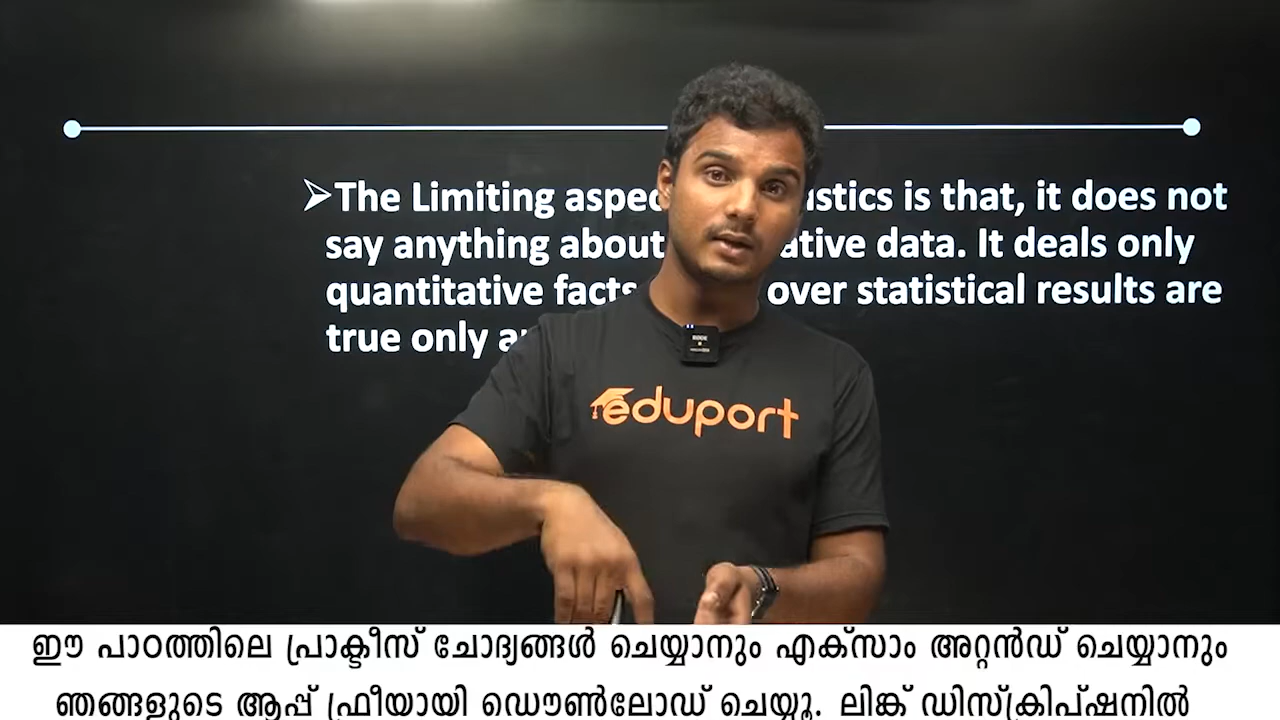 ➢The Limiting aspec istics is that, it does not
say anything about ative data. It deals only
quantitative facts over statistical results are
true only a
RODE
eduport
ഈ പാഠത്തിലെ പ്രാക്ടീസ് ചോദ്യങ്ങൾ ചെയ്യാനും എക്സാം അറ്റൻഡ് ചെയ്യാനും
ഞങ്ങളുടെ ആപ്പ് ഫ്രീയായി ഡൌൺലോഡ് ചെയ്യൂ. ലിങ്ക് ഡിസ്ക്രിപ്ഷനിൽ